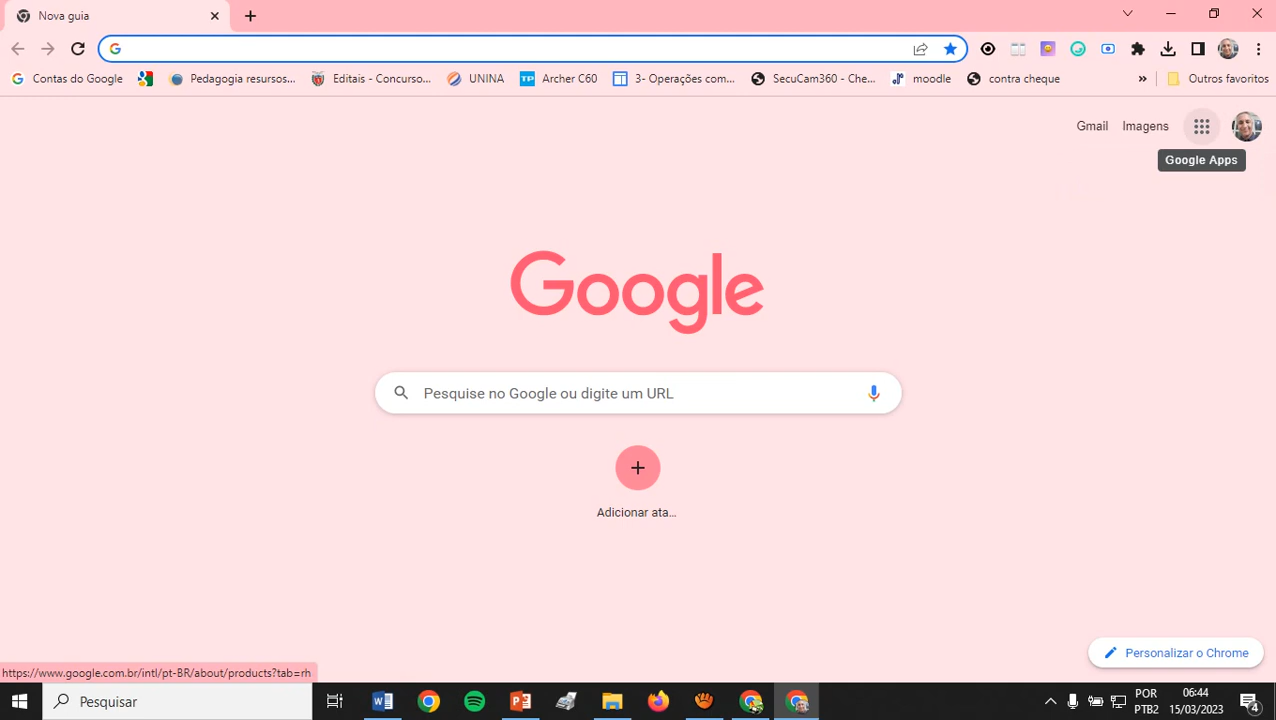 Nova guia
Contas do Google
Pedagogia resursos...
Editais - Concurso...
UNINA
TP
Archer C60
3- Operações com...
SecuCam360 - Che...
moodle
contra cheque
»
Outros favoritos
Gmail
Imagens
Google Apps
Google
Pesquise no Google ou digite um URL
Adicionar ata...
Personalizar o Chrome
https://www.google.com.br/intl/pt-BR/about/products?tab=rh
Pesquisar
POR
PTB2
06:44
15/03/2023
4